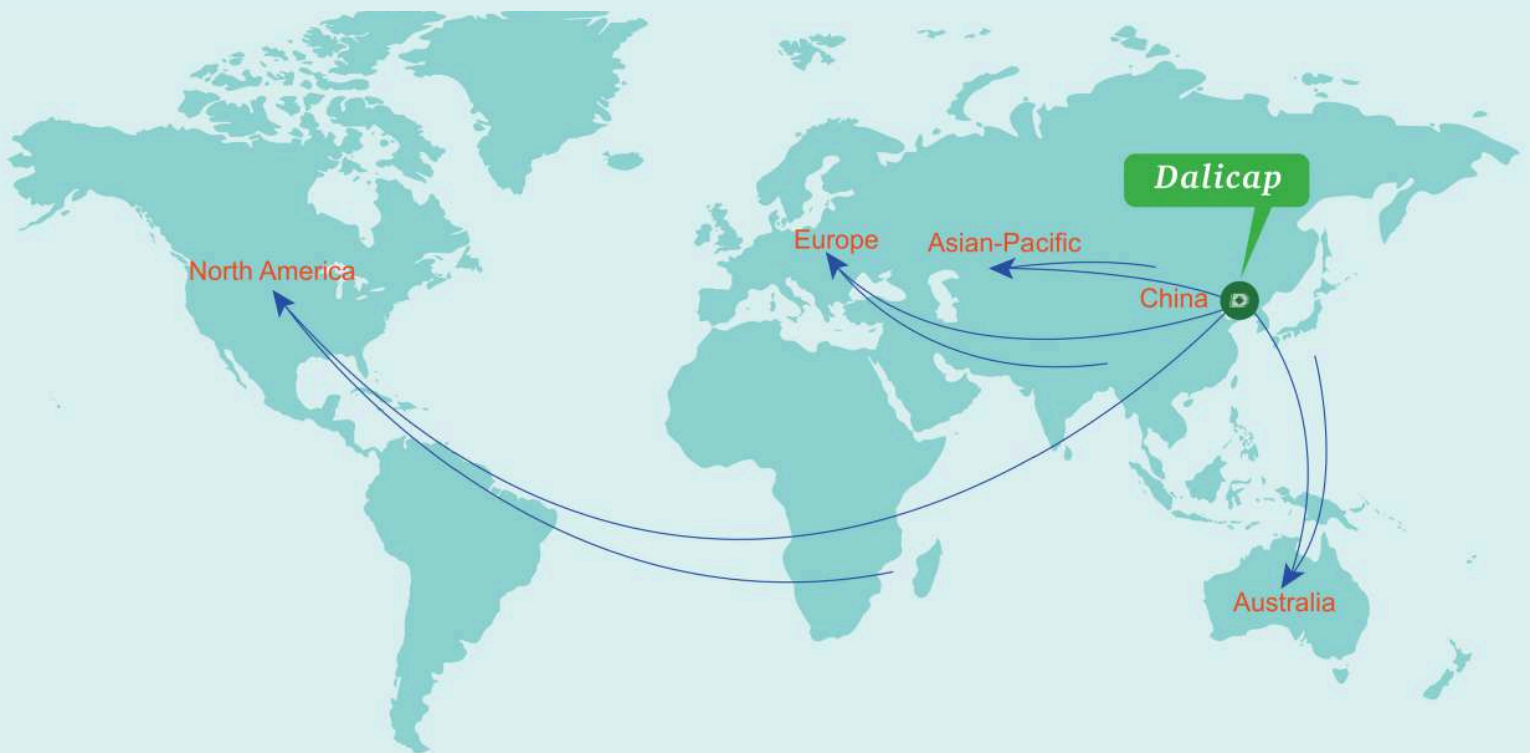 Dalicap
Europe
Asian-Pacific
North America
China
Australia